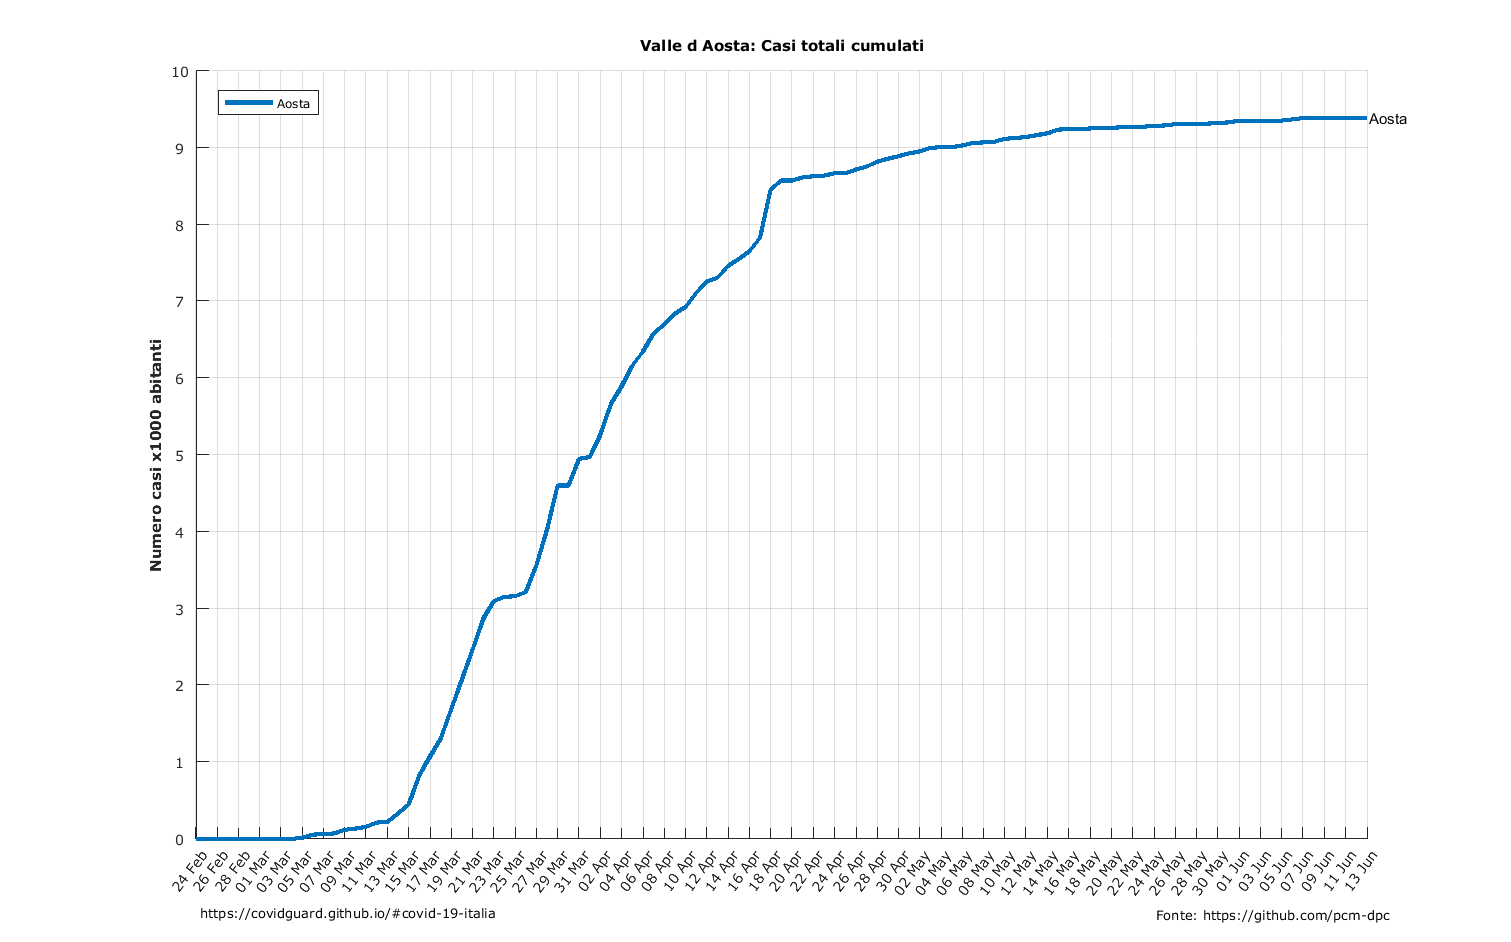 Valle d Aosta: Casi totali cumulati
Aosta
Aosta
Numero casi x1000 abitanti
10
9
8
7
6
5
4
3
2
1
0
24 Feb
26 Feb
28 Feb
01 Mar
03 Mar
05 Mar
07 Mar
09 Mar
11 Mar
13 Mar
15 Mar
17 Mar
19 Mar
21 Mar
23 Mar
25 Mar
27 Mar
29 Mar
31 Mar
02 Apr
04 Apr
06 Apr
08 Apr
10 Apr
12 Apr
14 Apr
16 Apr
18 Apr
20 Apr
22 Apr
24 Apr
26 Apr
28 Apr
30 Apr
02 May
04 May
06 May
08 May
10 May
12 May
14 May
16 May
18 May
20 May
22 May
24 May
26 May
28 May
30 May
01 Jun
03 Jun
05 Jun
07 Jun
09 Jun
11 Jun
13 Jun
https://covidguard.github.io/#covid-19-italia
Fonte: https://github.com/pcm-dpc